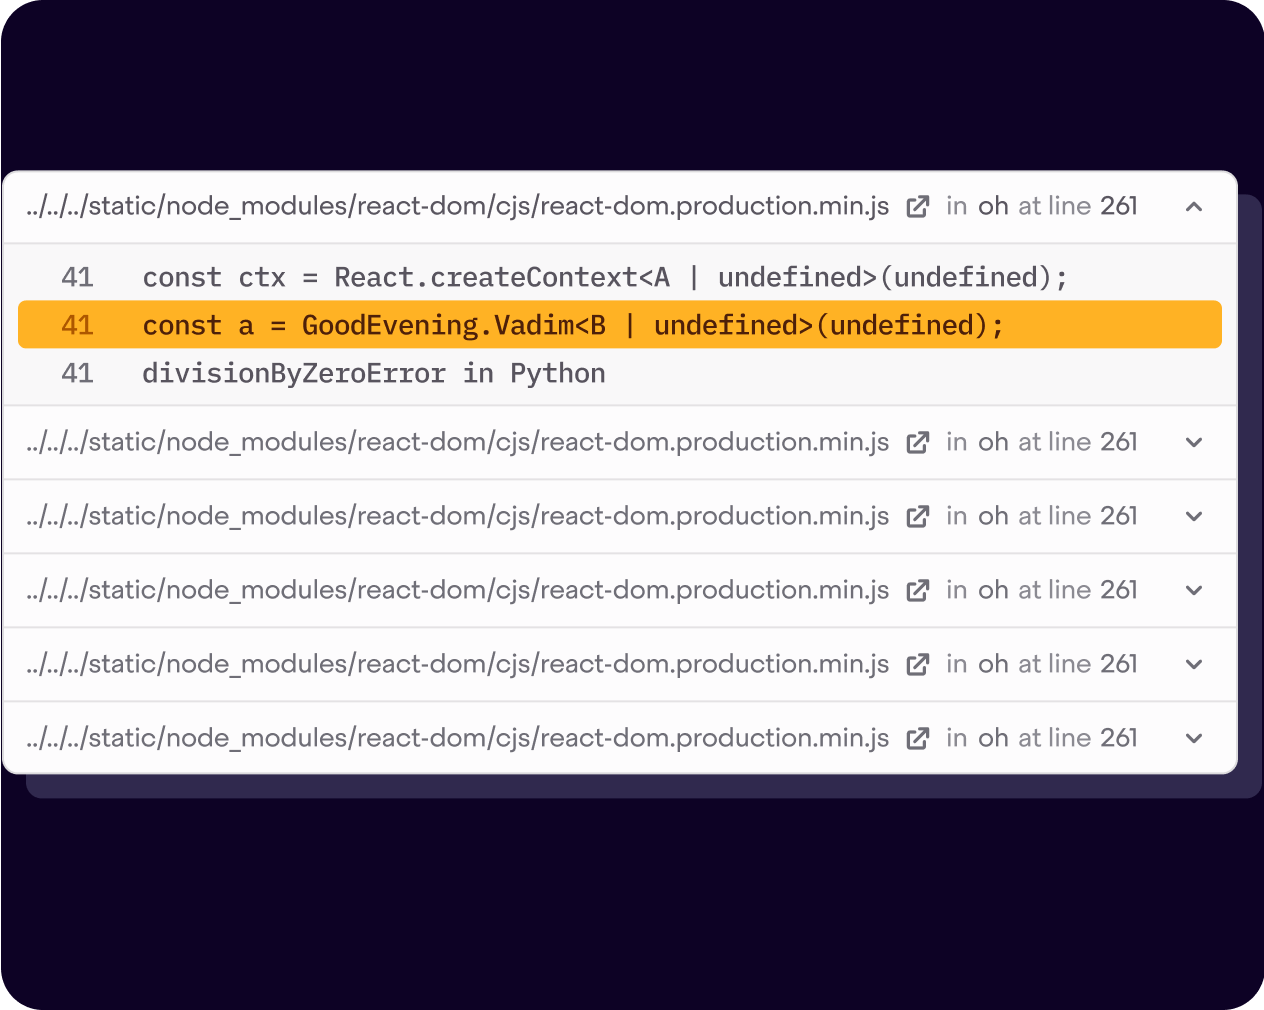 ../../../static/node_modules/react-dom/cjs/react-dom.production.min.js in oh at line 261
41 const ctx = React.createContext<A | undefined>(undefined);
41 const a = GoodEvening.Vadim<B | undefined>(undefined);
41 divisionByZeroError in Python
../../../static/node_modules/react-dom/cjs/react-dom.production.min.js in oh at line 261
../../../static/node_modules/react-dom/cjs/react-dom.production.min.js in oh at line 261
../../../static/node_modules/react-dom/cjs/react-dom.production.min.js in oh at line 261
../../../static/node_modules/react-dom/cjs/react-dom.production.min.js in oh at line 261
../../../static/node_modules/react-dom/cjs/react-dom.production.min.js in oh at line 261